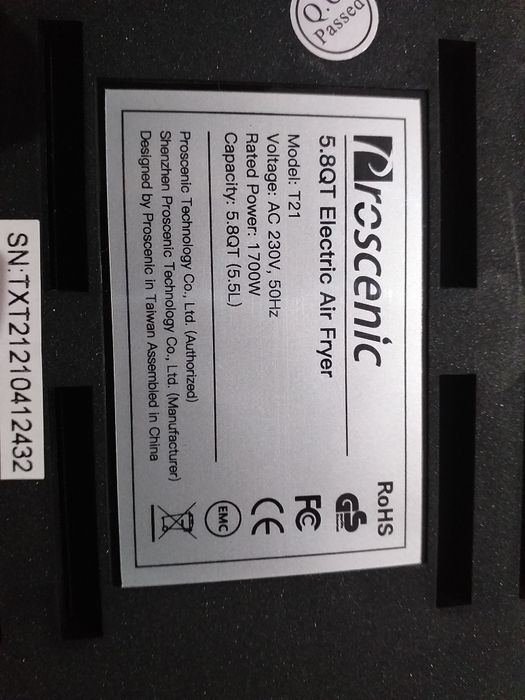 Passed
Proscenic
RoHS
5.8QT Electric Air Fryer
GS
Model: T21
FC
Voltage: AC 230V, 50Hz
CE
Rated Power: 1700W
Capacity: 5.8QT (5.5L)
EMC
Proscenic Technology Co., Ltd. (Authorized)
Shenzhen Proscenic Technology Co., Ltd. (Manufacturer)
Designed by Proscenic in Taiwan Assembled in China
SN:TXT21210412432